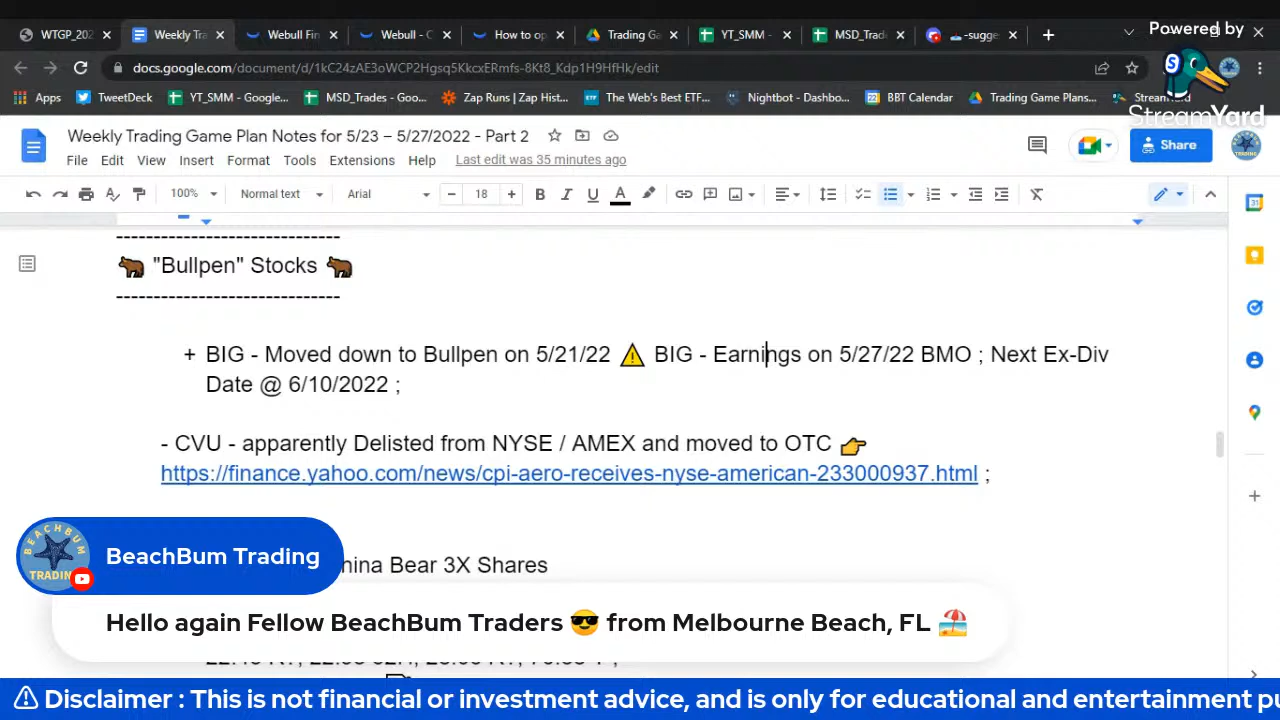 Powered by
WTGP_202
Weekly Tra
Webull Fin
Webull - C
How to op
Trading Ga
YT_SMM -
MSD_Trade
-sugge
docs.google.com/document/d/1kC24zAE3oWCP2Hgsq5KKcxERmfs-8Kt8_Kdp1H9HfHk/edit
Apps
TweetDeck
YT_SMM - Google...
MSD_Trades - Goo...
Zap Runs | Zap Hist...
The Web's Best ETF...
Nightbot - Dashbo...
BBT Calendar
Trading Game Plans...
StreamYard
StreamYard
Weekly Trading Game Plan Notes for 5/23 – 5/27/2022 - Part 2
File Edit View Insert Format Tools Extensions Help Last edit was 35 minutes ago
Share
100% Normal text Arial 18
------------------------------
🐂 "Bullpen" Stocks 🐂
------------------------------
+ BIG - Moved down to Bullpen on 5/21/22 ⚠️ BIG - Earnings on 5/27/22 BMO ; Next Ex-Div
Date @ 6/10/2022 ;
- CVU - apparently Delisted from NYSE / AMEX and moved to OTC 👉
https://finance.yahoo.com/news/cpi-aero-receives-nyse-american-233000937.html ;
hina Bear 3X Shares
BEACHBUM
TRADING
BeachBum Trading
Hello again Fellow BeachBum Traders 😎 from Melbourne Beach, FL 🏖️
⚠ Disclaimer : This is not financial or investment advice, and is only for educational and entertainment pu